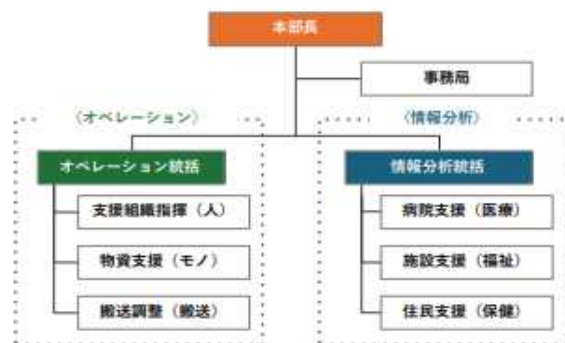 本部長
事務局
〈オペレーション〉
〈情報分析〉
オペレーション統括
情報分析統括
支援組織指揮（人）
病院支援（医療）
物資支援（モノ）
施設支援（福祉）
搬送調整（搬送）
住民支援（保健）